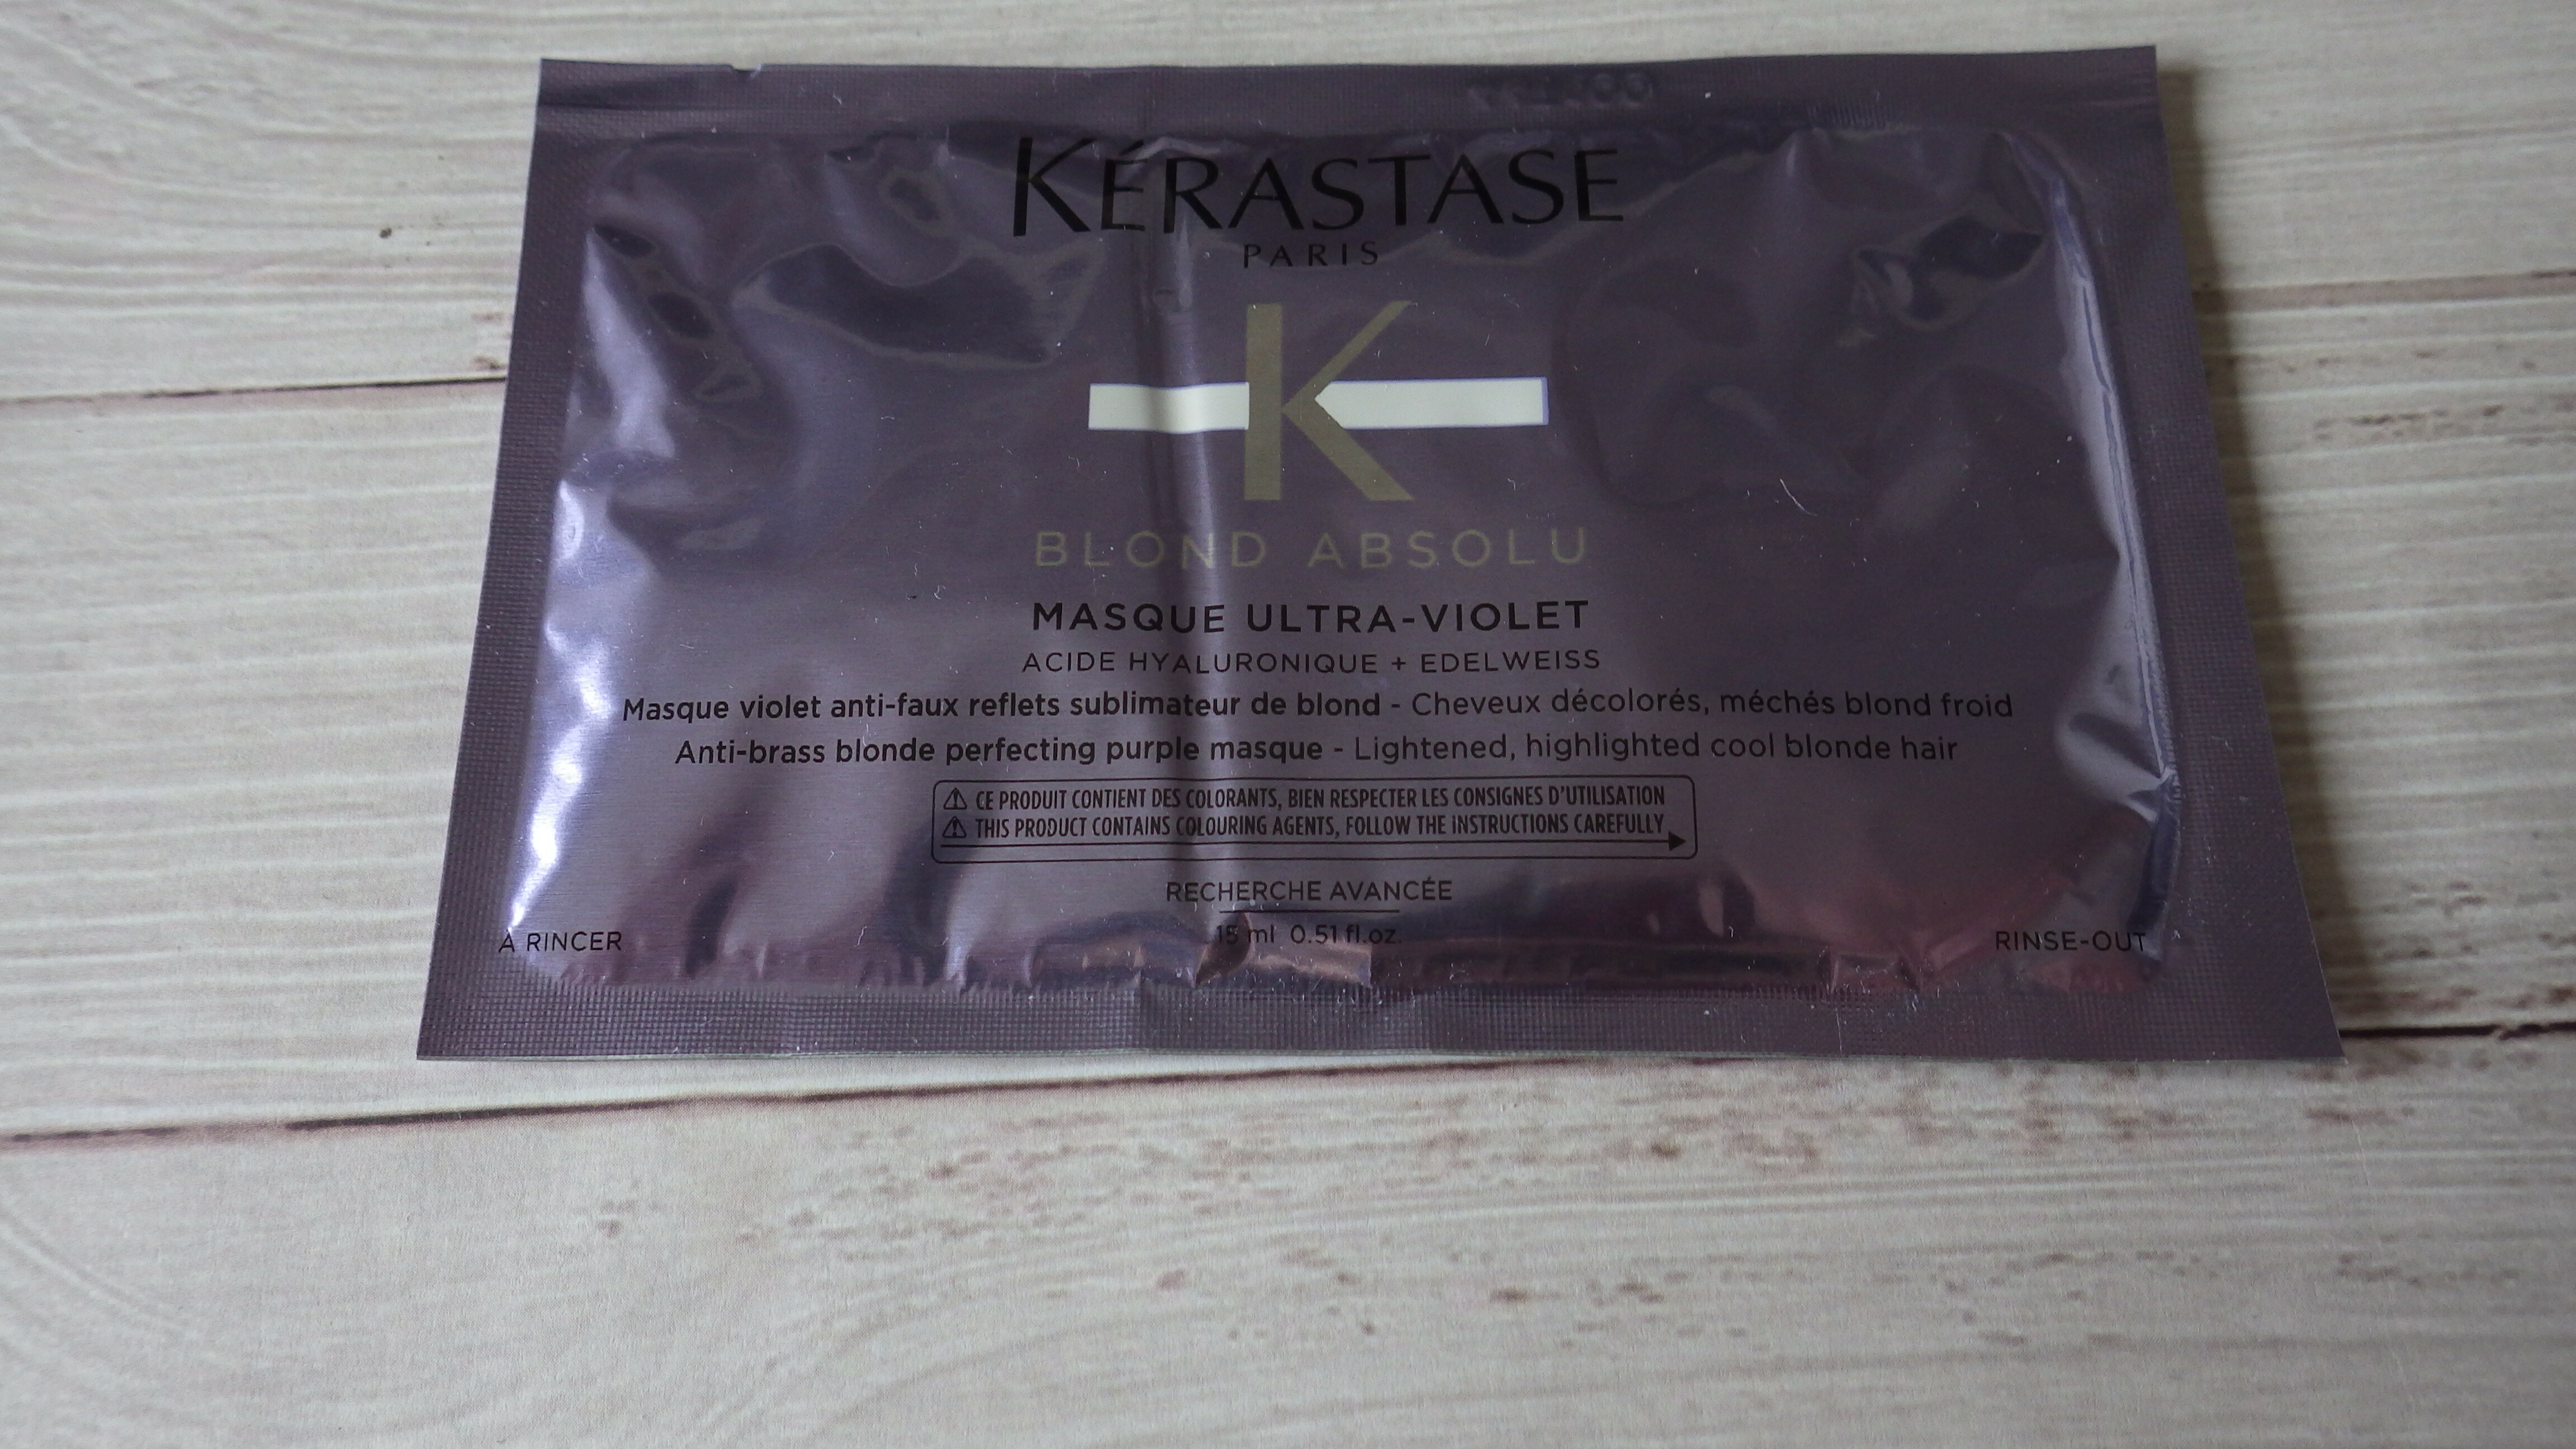 KÉRASTASE
PARIS
K
BLOND ABSOLU
MASQUE ULTRA-VIOLET
ACIDE HYALURONIQUE + EDELWEISS
Masque violet anti-faux reflets sublimateur de blond - Cheveux décolorés, méchés blond froid
Anti-brass blonde perfecting purple masque - Lightened, highlighted cool blonde hair
⚠ CE PRODUIT CONTIENT DES COLORANTS, BIEN RESPECTER LES CONSIGNES D'UTILISATION
⚠ THIS PRODUCT CONTAINS COLOURING AGENTS, FOLLOW THE INSTRUCTIONS CAREFULLY
RECHERCHE AVANCÉE
15 ml 0.51 fl.oz.
À RINCER
RINSE-OUT